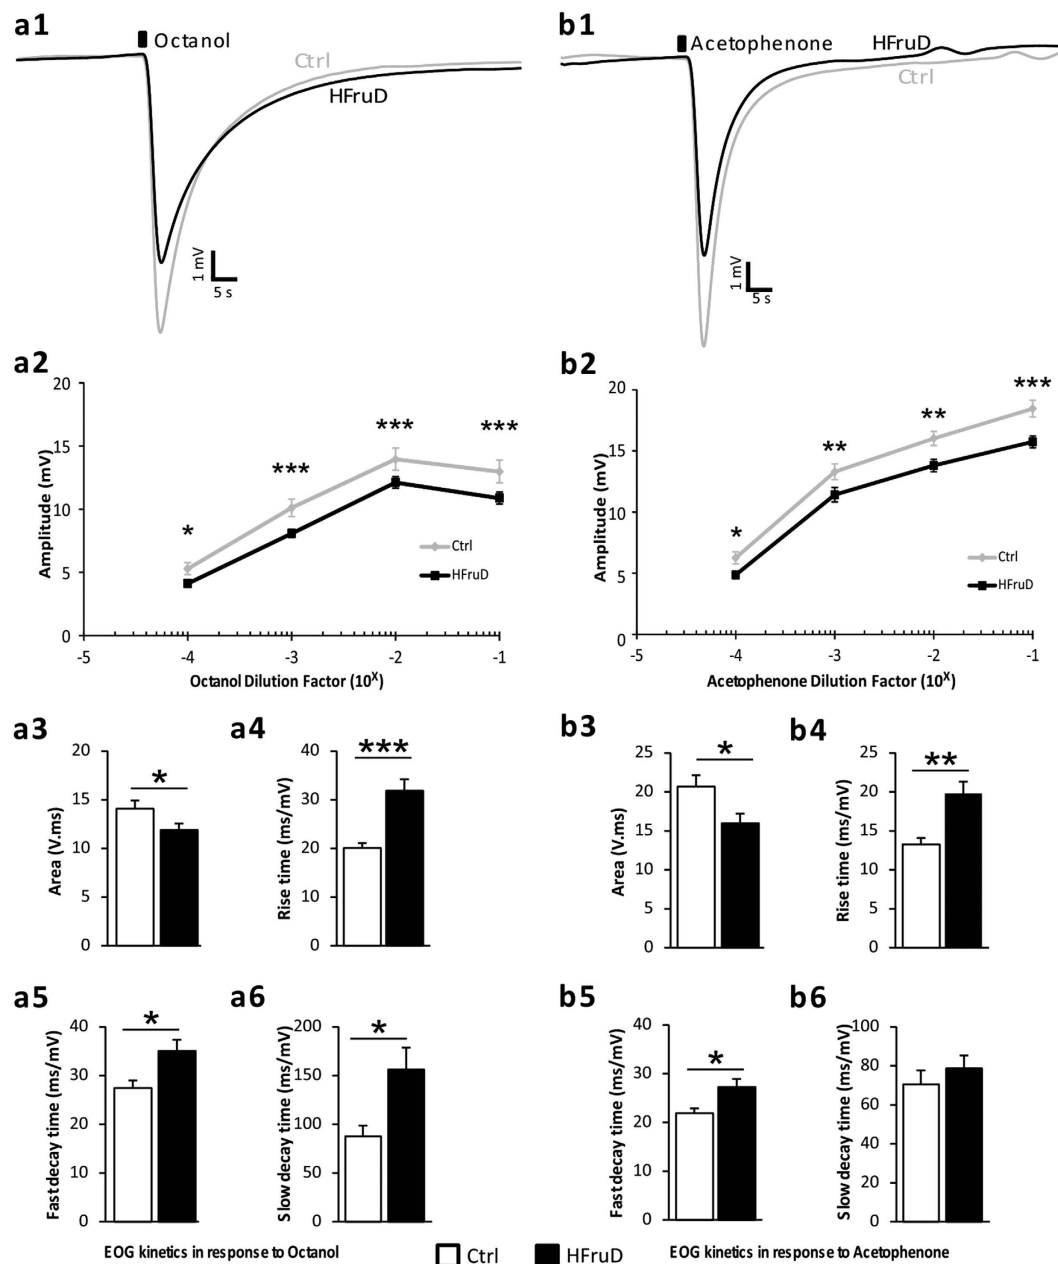 a1
Octanol
Ctrl
HFruD
1 mV
5 s
b1
Acetophenone
HFruD
Ctrl
1 mV
5 s
a2
Amplitude (mV)
20
15
10
5
0
* *** *** ***
Ctrl
HFruD
-5 -4 -3 -2 -1
Octanol Dilution Factor (10^X)
b2
Amplitude (mV)
20
15
10
5
0
* ** ** ***
Ctrl
HFruD
-5 -4 -3 -2 -1
Acetophenone Dilution Factor (10^X)
a3
Area (V.ms)
20
15
10
5
0
*
a4
Rise time (ms/mV)
40
30
20
10
0
***
b3
Area (V.ms)
25
20
15
10
5
0
*
b4
Rise time (ms/mV)
25
20
15
10
5
0
**
a5
Fast decay time (ms/mV)
40
30
20
10
0
*
a6
Slow decay time (ms/mV)
200
150
100
50
0
*
b5
Fast decay time (ms/mV)
40
30
20
10
0
*
b6
Slow decay time (ms/mV)
100
80
60
40
20
0
EOG kinetics in response to Octanol
Ctrl
HFruD
EOG kinetics in response to Acetophenone